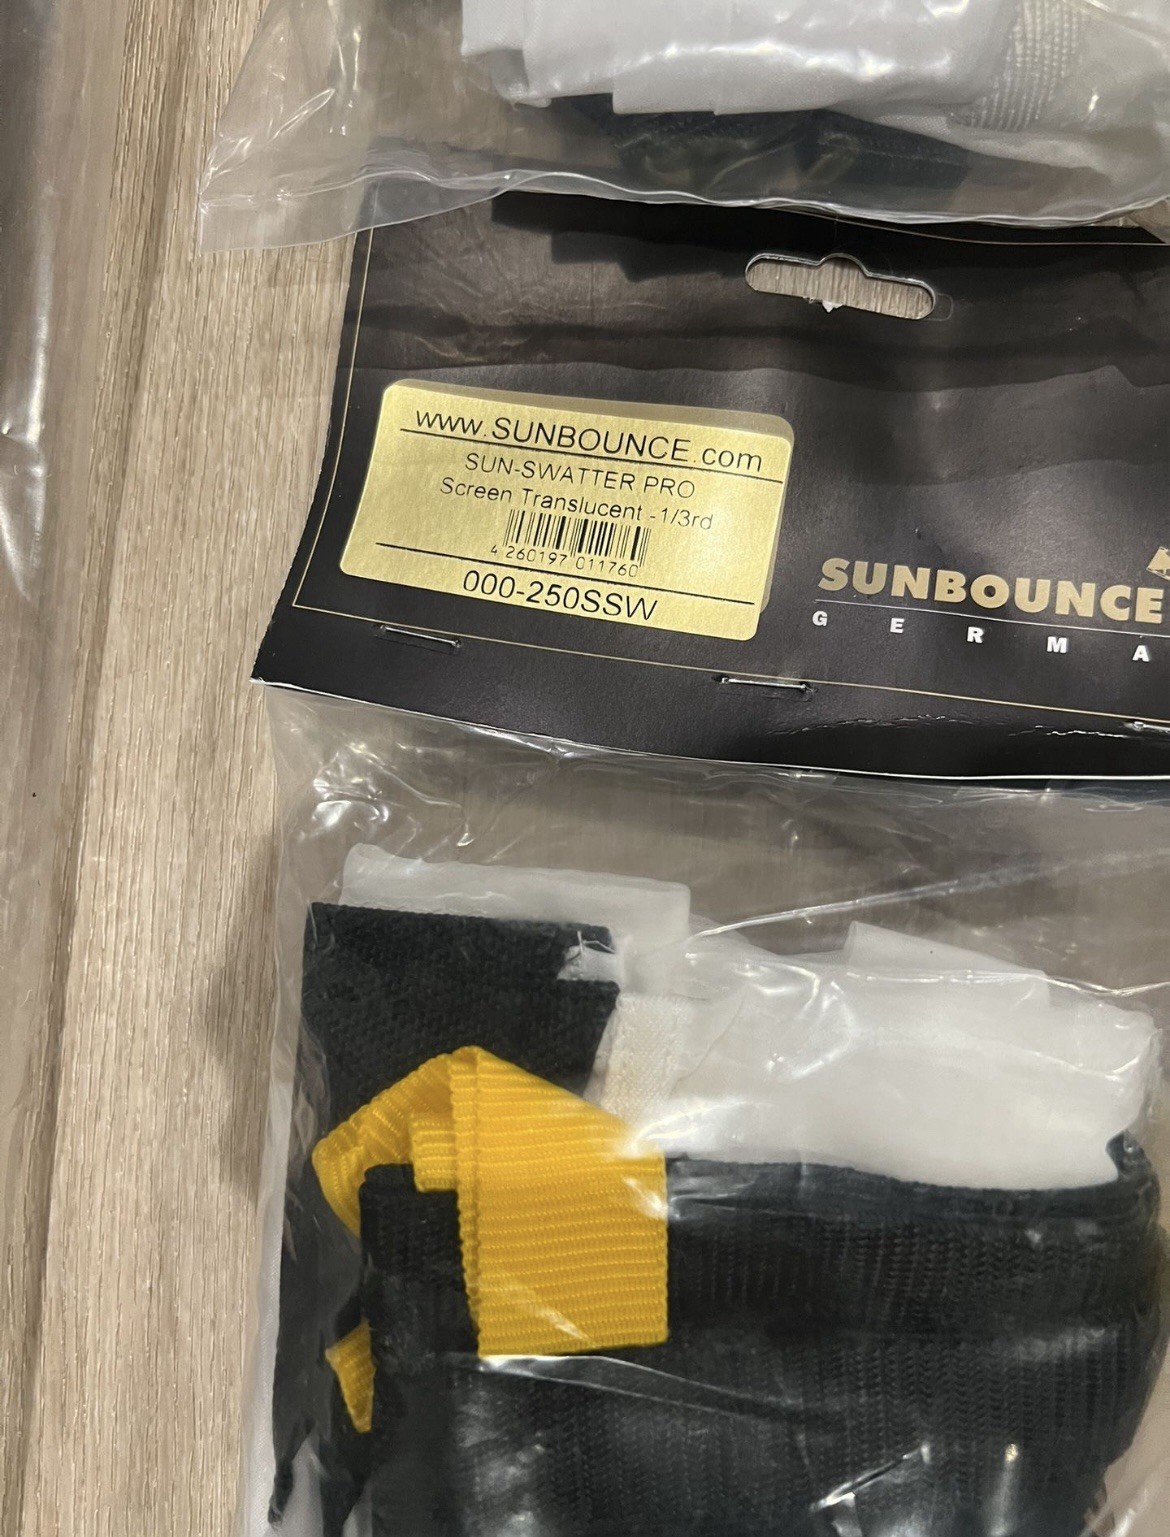 www.SUNBOUNCE.com
SUN-SWATTER PRO
Screen Translucent -1/3rd
4 260197 011760
000-250SSW
SUNBOUNCE
G E R M A